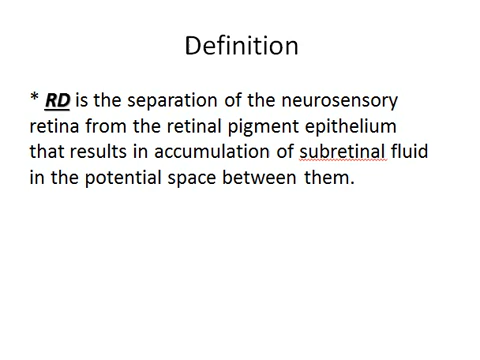 Definition
* RD is the separation of the neurosensory
retina from the retinal pigment epithelium
that results in accumulation of subretinal fluid
in the potential space between them.